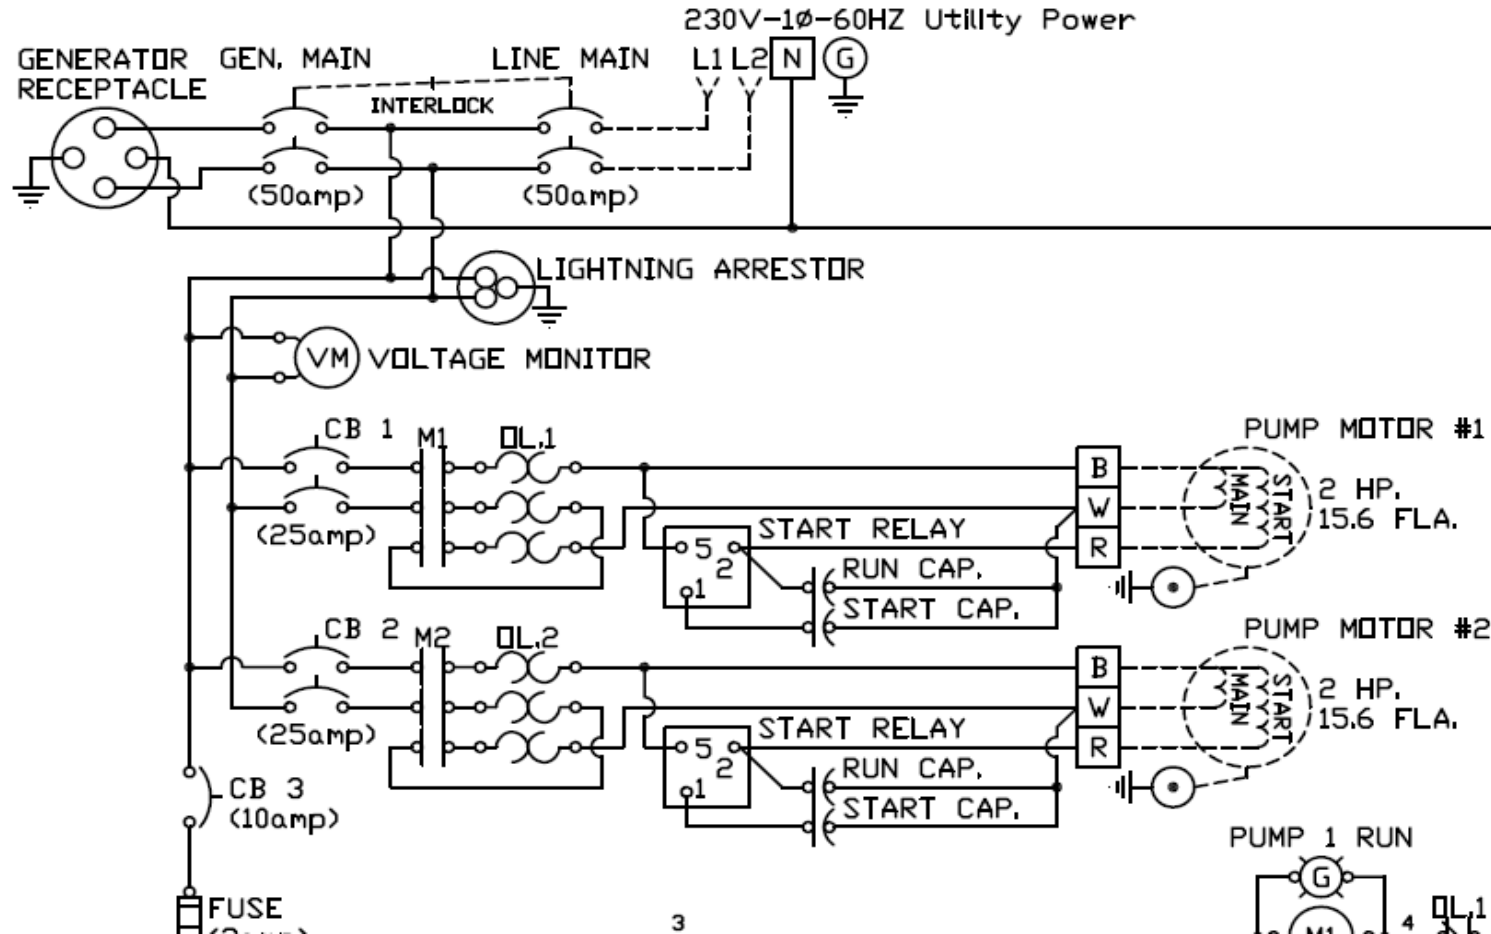 230V-1Ø-60HZ Utility Power
GENERATOR RECEPTACLE
GEN. MAIN
LINE MAIN
L1 L2 N G
INTERLOCK
(50amp)
(50amp)
LIGHTNING ARRESTOR
VM VOLTAGE MONITOR
CB 1
M1
OL.1
(25amp)
B
W
R
START RELAY
5
2
1
RUN CAP.
START CAP.
PUMP MOTOR #1
MAIN
START
2 HP.
15.6 FLA.
CB 2
M2
OL.2
(25amp)
B
W
R
START RELAY
5
2
1
RUN CAP.
START CAP.
PUMP MOTOR #2
MAIN
START
2 HP.
15.6 FLA.
CB 3
(10amp)
FUSE
3
PUMP 1 RUN
G
M1
4
OL.1